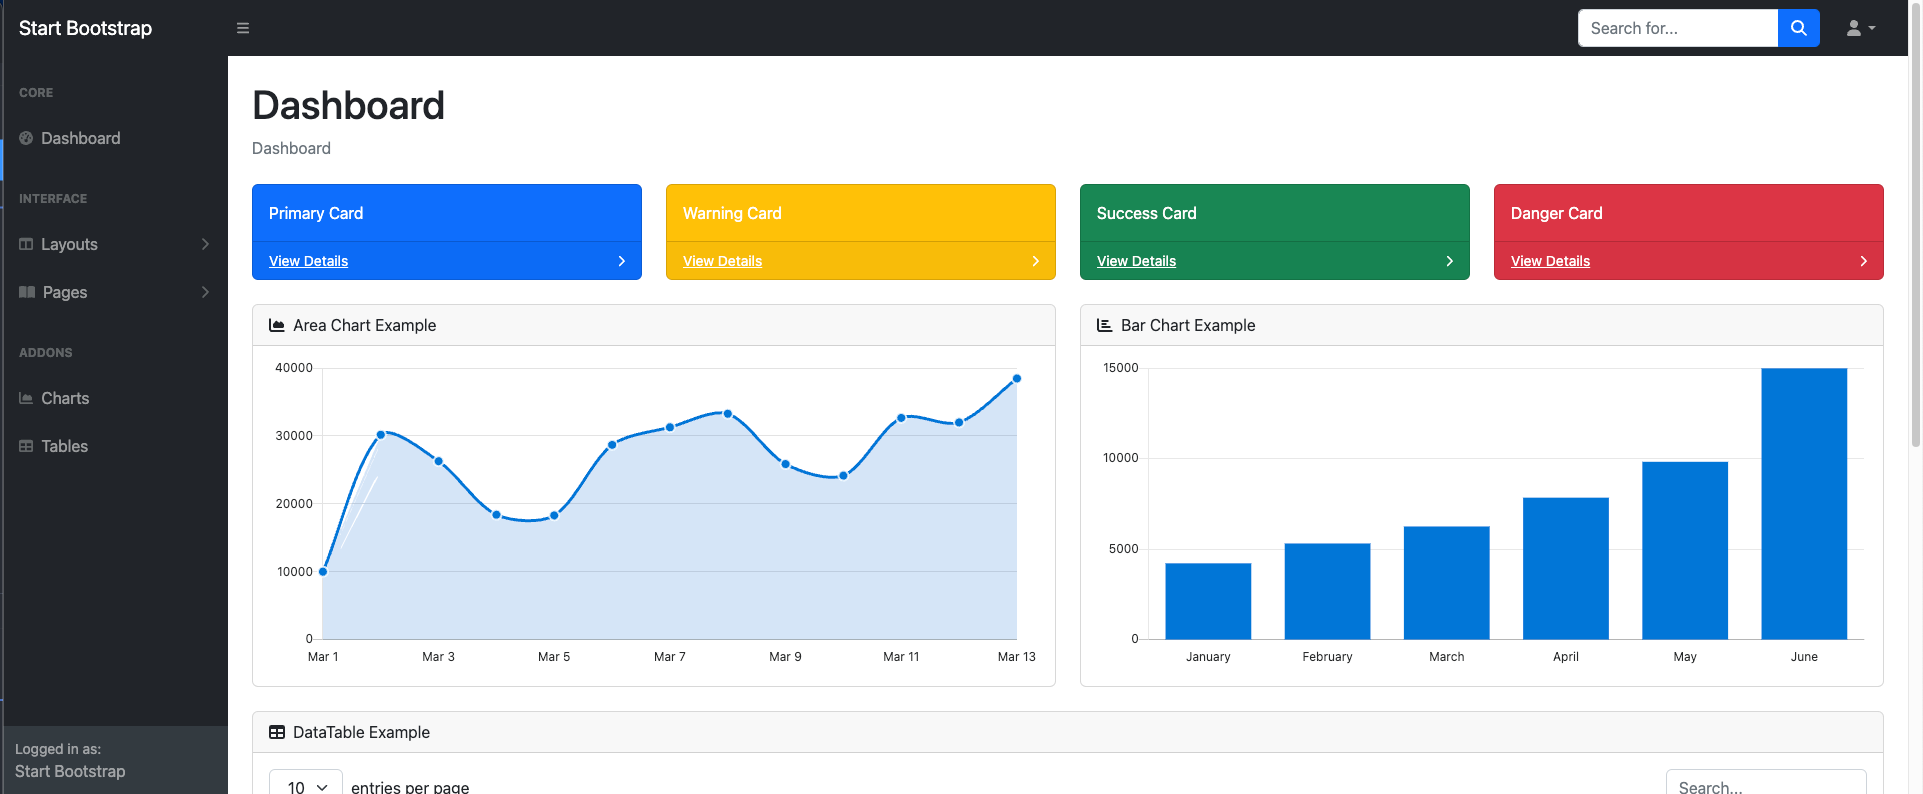 Start Bootstrap
Search for...
CORE
Dashboard
INTERFACE
Layouts
Pages
ADDONS
Charts
Tables
Logged in as:
Start Bootstrap
Dashboard
Dashboard
Primary Card
View Details
Warning Card
View Details
Success Card
View Details
Danger Card
View Details
Area Chart Example
40000
30000
20000
10000
0
Mar 1 Mar 3 Mar 5 Mar 7 Mar 9 Mar 11 Mar 13
Bar Chart Example
15000
10000
5000
0
January February March April May June
DataTable Example
10 entries per page
Search...